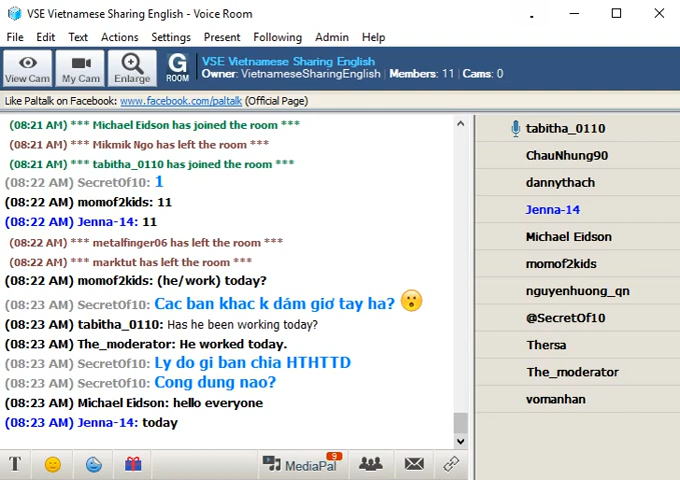 VSE Vietnamese Sharing English - Voice Room
File Edit Text Actions Settings Present Following Admin Help
View Cam
My Cam
Enlarge
G ROOM
VSE Vietnamese Sharing English
Owner: VietnameseSharingEnglish Members: 11 Cams: 0
Like Paltalk on Facebook: www.facebook.com/paltalk (Official Page)
(08:21 AM) *** Michael Eidson has joined the room ***
(08:21 AM) *** Mikmik Ngo has left the room ***
(08:21 AM) *** tabitha_0110 has joined the room ***
(08:22 AM) SecretOf10: 1
(08:22 AM) momof2kids: 11
(08:22 AM) Jenna-14: 11
(08:22 AM) *** metalfinger06 has left the room ***
(08:22 AM) *** marktut has left the room ***
(08:22 AM) momof2kids: (he/work) today?
(08:23 AM) SecretOf10: Cac ban khac k dám giơ tay ha?
(08:23 AM) tabitha_0110: Has he been working today?
(08:23 AM) The_moderator: He worked today.
(08:23 AM) SecretOf10: Ly do gi ban chia HTHTTD
(08:23 AM) SecretOf10: Cong dung nao?
(08:23 AM) Michael Eidson: hello everyone
(08:23 AM) Jenna-14: today
tabitha_0110
ChauNhung90
dannythach
Jenna-14
Michael Eidson
momof2kids
nguyenhuong_qn
@SecretOf10
Thersa
The_moderator
vomanhan
T
MediaPal
9